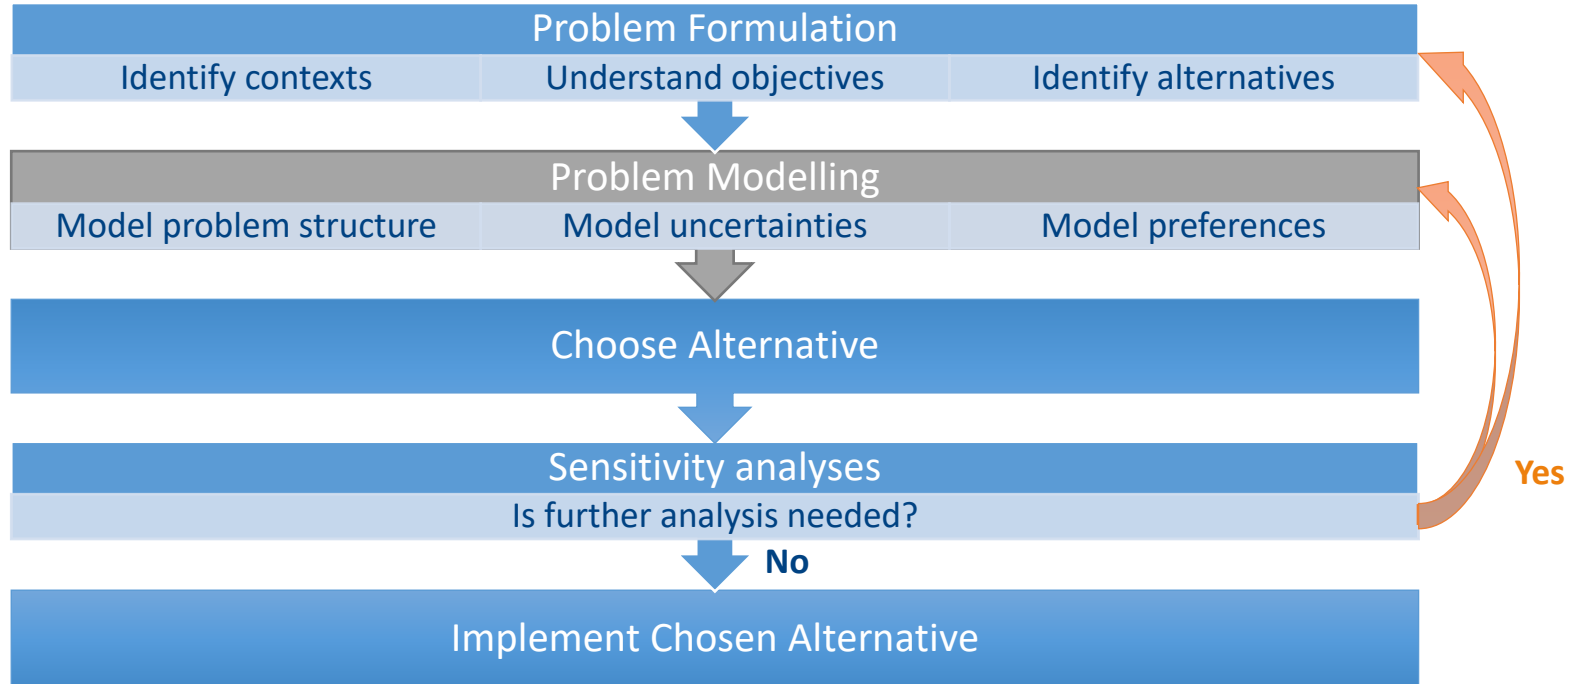 Problem Formulation
Identify contexts Understand objectives Identify alternatives
Problem Modelling
Model problem structure Model uncertainties Model preferences
Choose Alternative
Sensitivity analyses
Yes
Is further analysis needed?
No
Implement Chosen Alternative